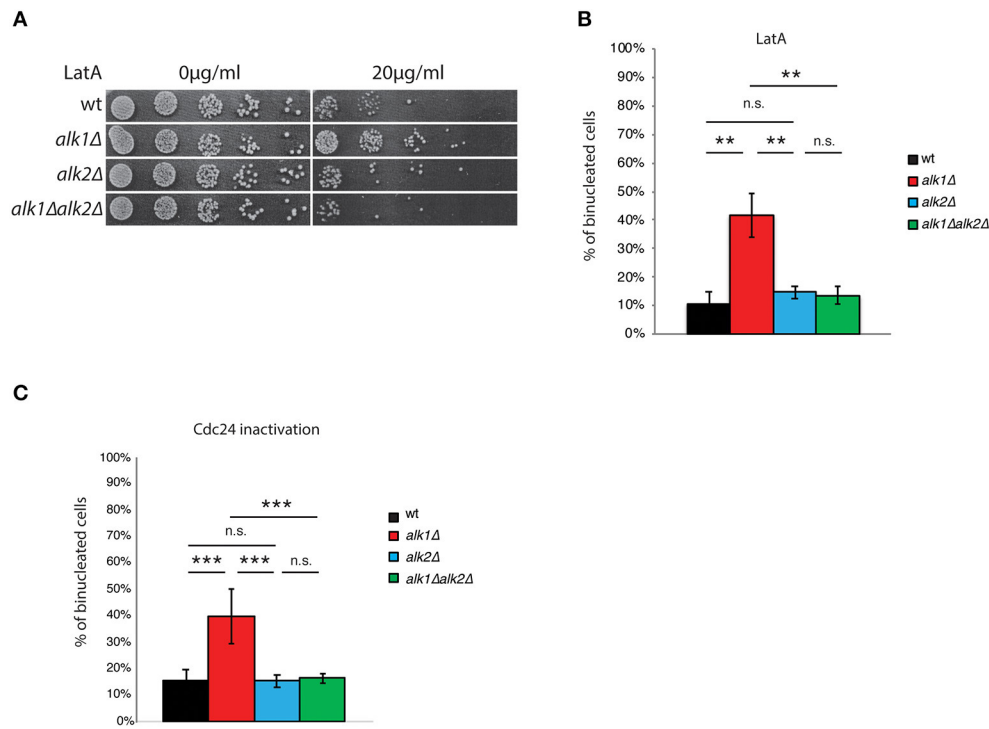 A
LatA 0μg/ml 20μg/ml
wt
alk1Δ
alk2Δ
alk1Δalk2Δ
B
LatA
% of binucleated cells
100%
90%
80%
70%
60%
50%
40%
30%
20%
10%
0%
**
n.s.
** ** n.s.
wt
alk1Δ
alk2Δ
alk1Δalk2Δ
C
Cdc24 inactivation
% of binucleated cells
100%
90%
80%
70%
60%
50%
40%
30%
20%
10%
0%
***
n.s.
*** *** n.s.
wt
alk1Δ
alk2Δ
alk1Δalk2Δ